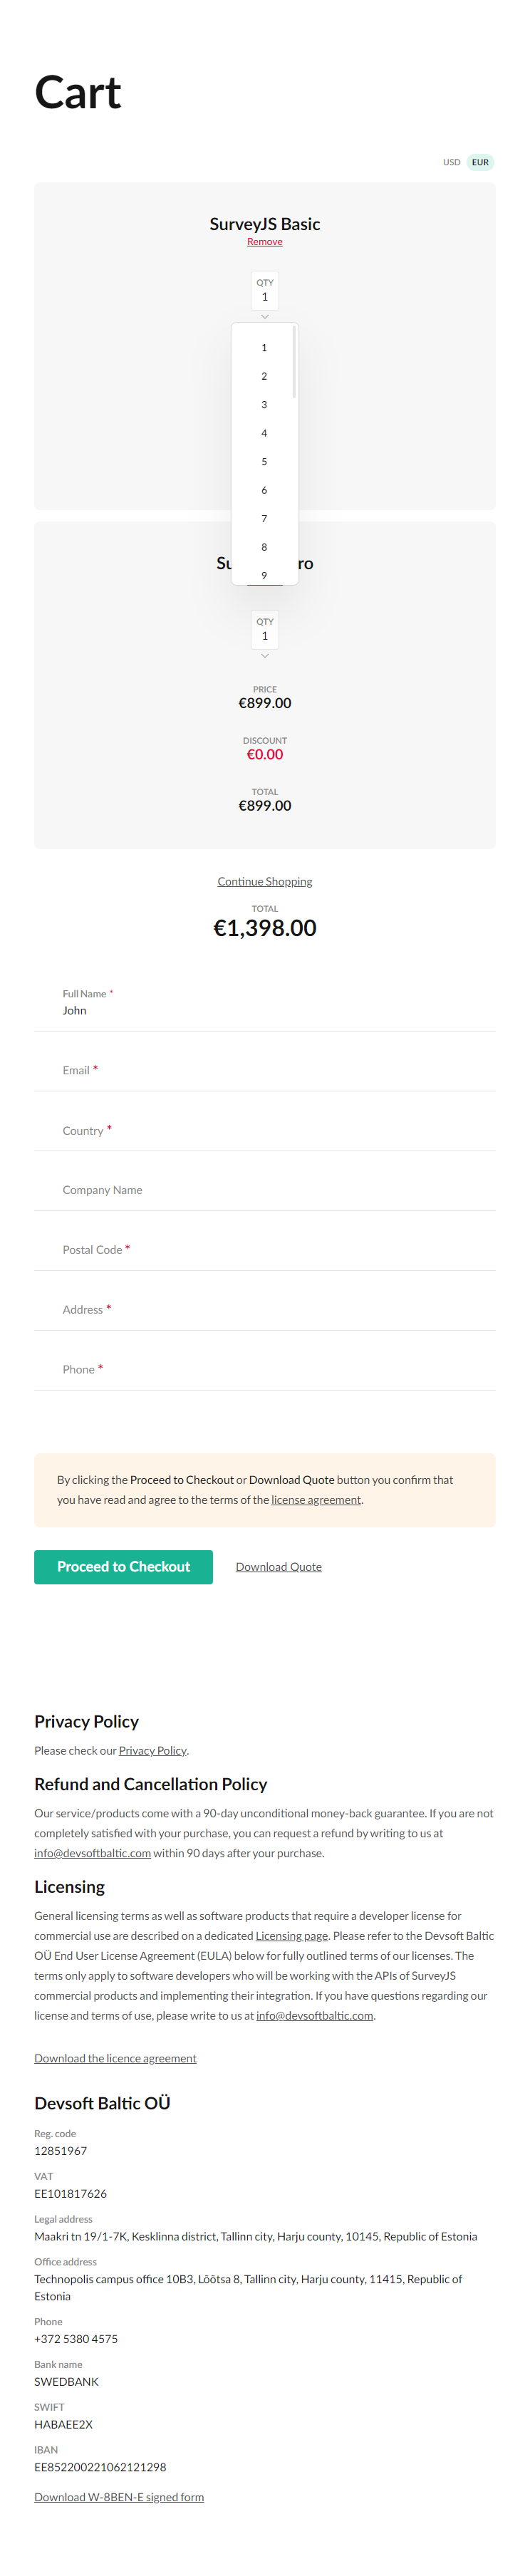 Cart
USD EUR
SurveyJS Basic
Remove
QTY
1
1
2
3
4
5
6
7
8
9
QTY
1
PRICE
€899.00
DISCOUNT
€0.00
TOTAL
€899.00
Continue Shopping
TOTAL
€1,398.00
Full Name *
John
Email *
Country *
Company Name
Postal Code *
Address *
Phone *
By clicking the Proceed to Checkout or Download Quote button you confirm that
you have read and agree to the terms of the license agreement.
Proceed to Checkout Download Quote
Privacy Policy
Please check our Privacy Policy.
Refund and Cancellation Policy
Our service/products come with a 90-day unconditional money-back guarantee. If you are not
completely satisfied with your purchase, you can request a refund by writing to us at
info@devsoftbaltic.com within 90 days after your purchase.
Licensing
General licensing terms as well as software products that require a developer license for
commercial use are described on a dedicated Licensing page. Please refer to the Devsoft Baltic
OÜ End User License Agreement (EULA) below for fully outlined terms of our licenses. The
terms only apply to software developers who will be working with the APIs of SurveyJS
commercial products and implementing their integration. If you have questions regarding our
license and terms of use, please write to us at info@devsoftbaltic.com.
Download the licence agreement
Devsoft Baltic OÜ
Reg. code
12851967
VAT
EE101817626
Legal address
Maakri tn 19/1-7K, Kesklinna district, Tallinn city, Harju county, 10145, Republic of Estonia
Office address
Technopolis campus office 10B3, Lõõtsa 8, Tallinn city, Harju county, 11415, Republic of
Estonia
Phone
+372 5380 4575
Bank name
SWEDBANK
SWIFT
HABAEE2X
IBAN
EE852200221062121298
Download W-8BEN-E signed form